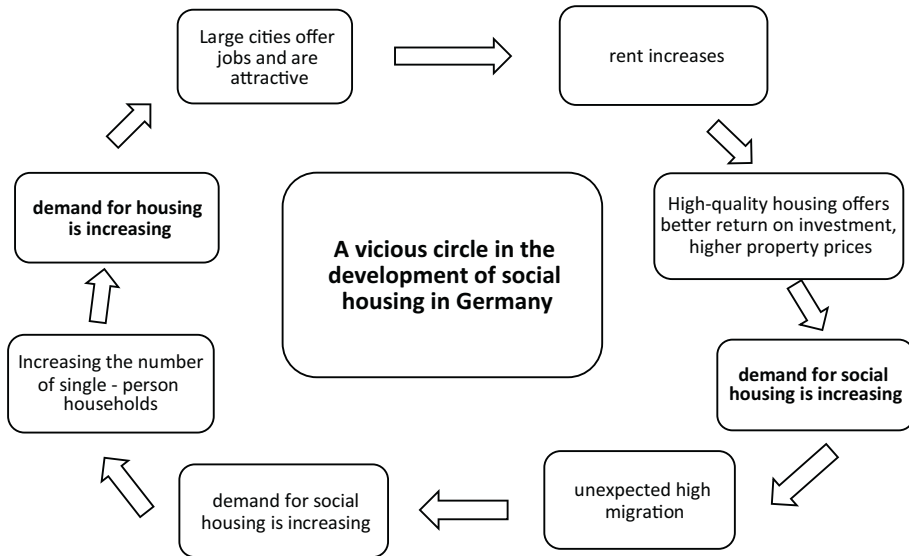 Large cities offer
jobs and are
attractive
rent increases
High-quality housing offers
better return on investment,
higher property prices
demand for social
housing is increasing
unexpected high
migration
demand for social
housing is increasing
Increasing the number
of single - person
households
demand for housing
is increasing
A vicious circle in the
development of social
housing in Germany